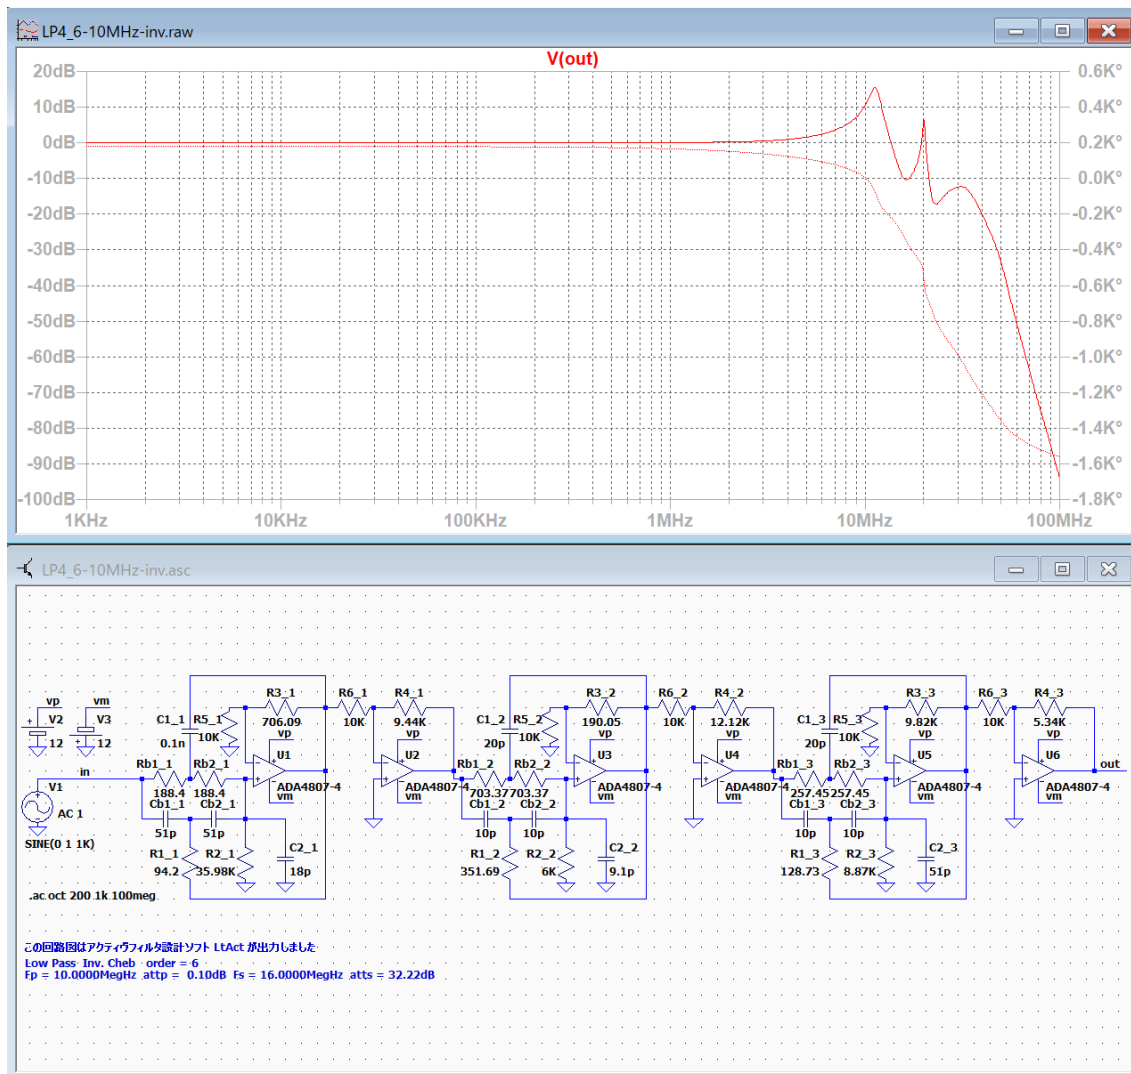 LP4_6-10MHz-inv.raw
V(out)
20dB
10dB
0dB
-10dB
-20dB
-30dB
-40dB
-50dB
-60dB
-70dB
-80dB
-90dB
-100dB
0.6K°
0.4K°
0.2K°
0.0K°
-0.2K°
-0.4K°
-0.6K°
-0.8K°
-1.0K°
-1.2K°
-1.4K°
-1.6K°
-1.8K°
1KHz 10KHz 100KHz 1MHz 10MHz 100MHz
LP4_6-10MHz-inv.asc
vp
V2
12
vm
V3
12
in
V1
AC 1
SINE(0 1 1K)
C1_1
0.1n
R5_1
10K
R3_1
706.09
R6_1
10K
R4_1
9.44K
vp
U1
vm
vp
U2
ADA4807-4
vm
Rb1_1
188.4
Rb2_1
188.4
Cb1_1
51p
Cb2_1
51p
R1_1
94.2
R2_1
35.98K
C2_1
18p
C1_2
20p
R5_2
10K
R3_2
190.05
R6_2
10K
R4_2
12.12K
vp
U3
ADA4807-4
vm
vp
U4
ADA4807-4
vm
Rb1_2
703.37
Rb2_2
703.37
Cb1_2
10p
Cb2_2
10p
R1_2
351.69
R2_2
6K
C2_2
9.1p
C1_3
20p
R5_3
10K
R3_3
9.82K
R6_3
10K
R4_3
5.34K
vp
U5
ADA4807-4
vm
vp
U6
ADA4807-4
vm
out
Rb1_3
257.45
Rb2_3
257.45
Cb1_3
10p
Cb2_3
10p
R1_3
128.73
R2_3
8.87K
C2_3
51p
.ac oct 200 1k 100meg
この回路図はアクティヴフィルタ設計ソフト LtAct が出力しました
Low Pass Inv. Cheb order = 6
Fp = 10.0000MegHz attp = 0.10dB Fs = 16.0000MegHz atts = 32.22dB